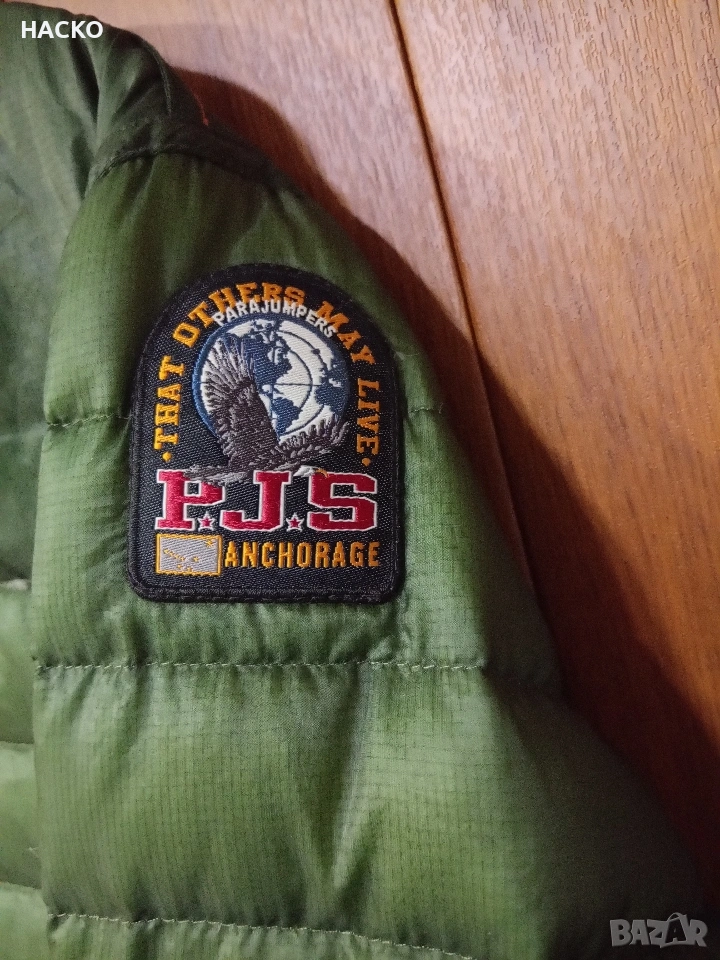 HACKO
·THAT OTHERS MAY LIVE·
PARAJUMPERS
P.J.S
ANCHORAGE
BAZAR